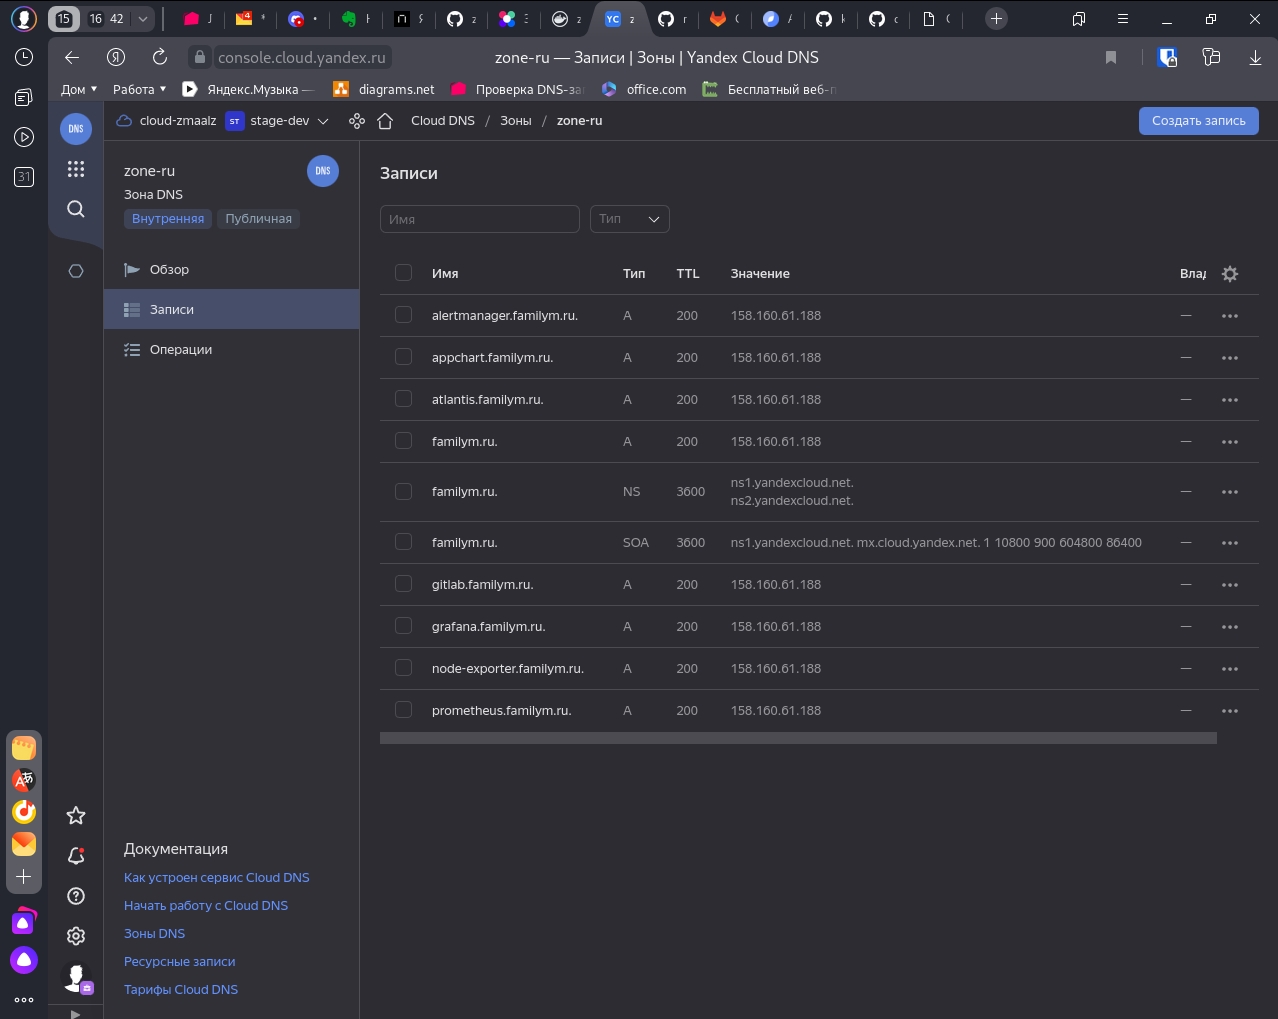 15 16 42
console.cloud.yandex.ru
zone-ru — Записи | Зоны | Yandex Cloud DNS
Дом Работа Яндекс.Музыка — diagrams.net Проверка DNS-за office.com Бесплатный веб-п
31
DNS
cloud-zmaalz ST stage-dev Cloud DNS / Зоны / zone-ru
Создать запись
zone-ru
DNS
Зона DNS
Внутренняя Публичная
Обзор
Записи
Операции
Записи
Имя Тип
Имя Тип TTL Значение Влад
alertmanager.familym.ru. A 200 158.160.61.188 —
appchart.familym.ru. A 200 158.160.61.188 —
atlantis.familym.ru. A 200 158.160.61.188 —
familym.ru. A 200 158.160.61.188 —
familym.ru. NS 3600 ns1.yandexcloud.net.
ns2.yandexcloud.net. —
familym.ru. SOA 3600 ns1.yandexcloud.net. mx.cloud.yandex.net. 1 10800 900 604800 86400 —
gitlab.familym.ru. A 200 158.160.61.188 —
grafana.familym.ru. A 200 158.160.61.188 —
node-exporter.familym.ru. A 200 158.160.61.188 —
prometheus.familym.ru. A 200 158.160.61.188 —
Документация
Как устроен сервис Cloud DNS
Начать работу с Cloud DNS
Зоны DNS
Ресурсные записи
Тарифы Cloud DNS